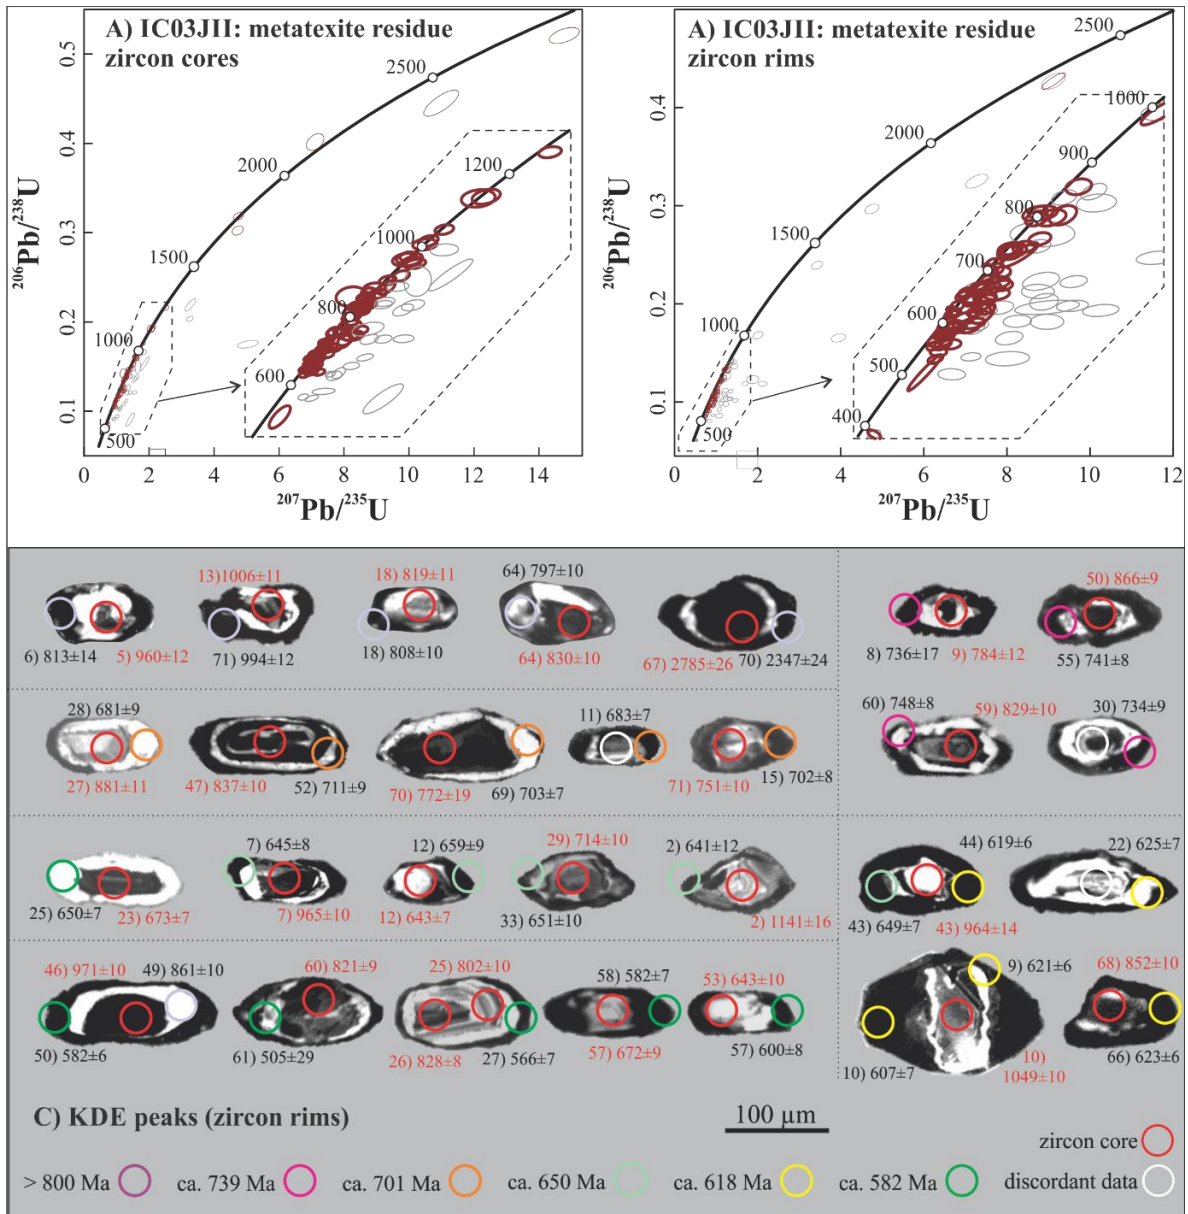 A) IC03JII: metatexite residue
zircon cores
0.5
0.4
0.3
0.2
0.1
²⁰⁶Pb/²³⁸U
2500
2000
1500
1000
500
1200
1000
800
600
0 2 4 6 8 10 12 14
²⁰⁷Pb/²³⁵U
A) IC03JII: metatexite residue
zircon rims
0.4
0.3
0.2
0.1
²⁰⁶Pb/²³⁸U
2500
2000
1500
1000
500
1000
900
800
700
600
500
400
0 2 4 6 8 10 12
²⁰⁷Pb/²³⁵U
13)1006±11 18) 819±11 64) 797±10
6) 813±14 5) 960±12 71) 994±12 18) 808±10 64) 830±10 67) 2785±26 70) 2347±24
50) 866±9
8) 736±17 9) 784±12 55) 741±8
28) 681±9 11) 683±7
27) 881±11 47) 837±10 52) 711±9 70) 772±19 69) 703±7 71) 751±10 15) 702±8
60) 748±8 59) 829±10 30) 734±9
7) 645±8 12) 659±9 29) 714±10 2) 641±12
25) 650±7 23) 673±7 7) 965±10 12) 643±7 33) 651±10 2) 1141±16
44) 619±6 22) 625±7
43) 649±7 43) 964±14
46) 971±10 49) 861±10 60) 821±9 25) 802±10 58) 582±7 53) 643±10
50) 582±6 61) 505±29 26) 828±8 27) 566±7 57) 672±9 57) 600±8
9) 621±6 68) 852±10
10) 607±7 10)
1049±10 66) 623±6
C) KDE peaks (zircon rims)
100 µm
zircon core
> 800 Ma ca. 739 Ma ca. 701 Ma ca. 650 Ma ca. 618 Ma ca. 582 Ma discordant data